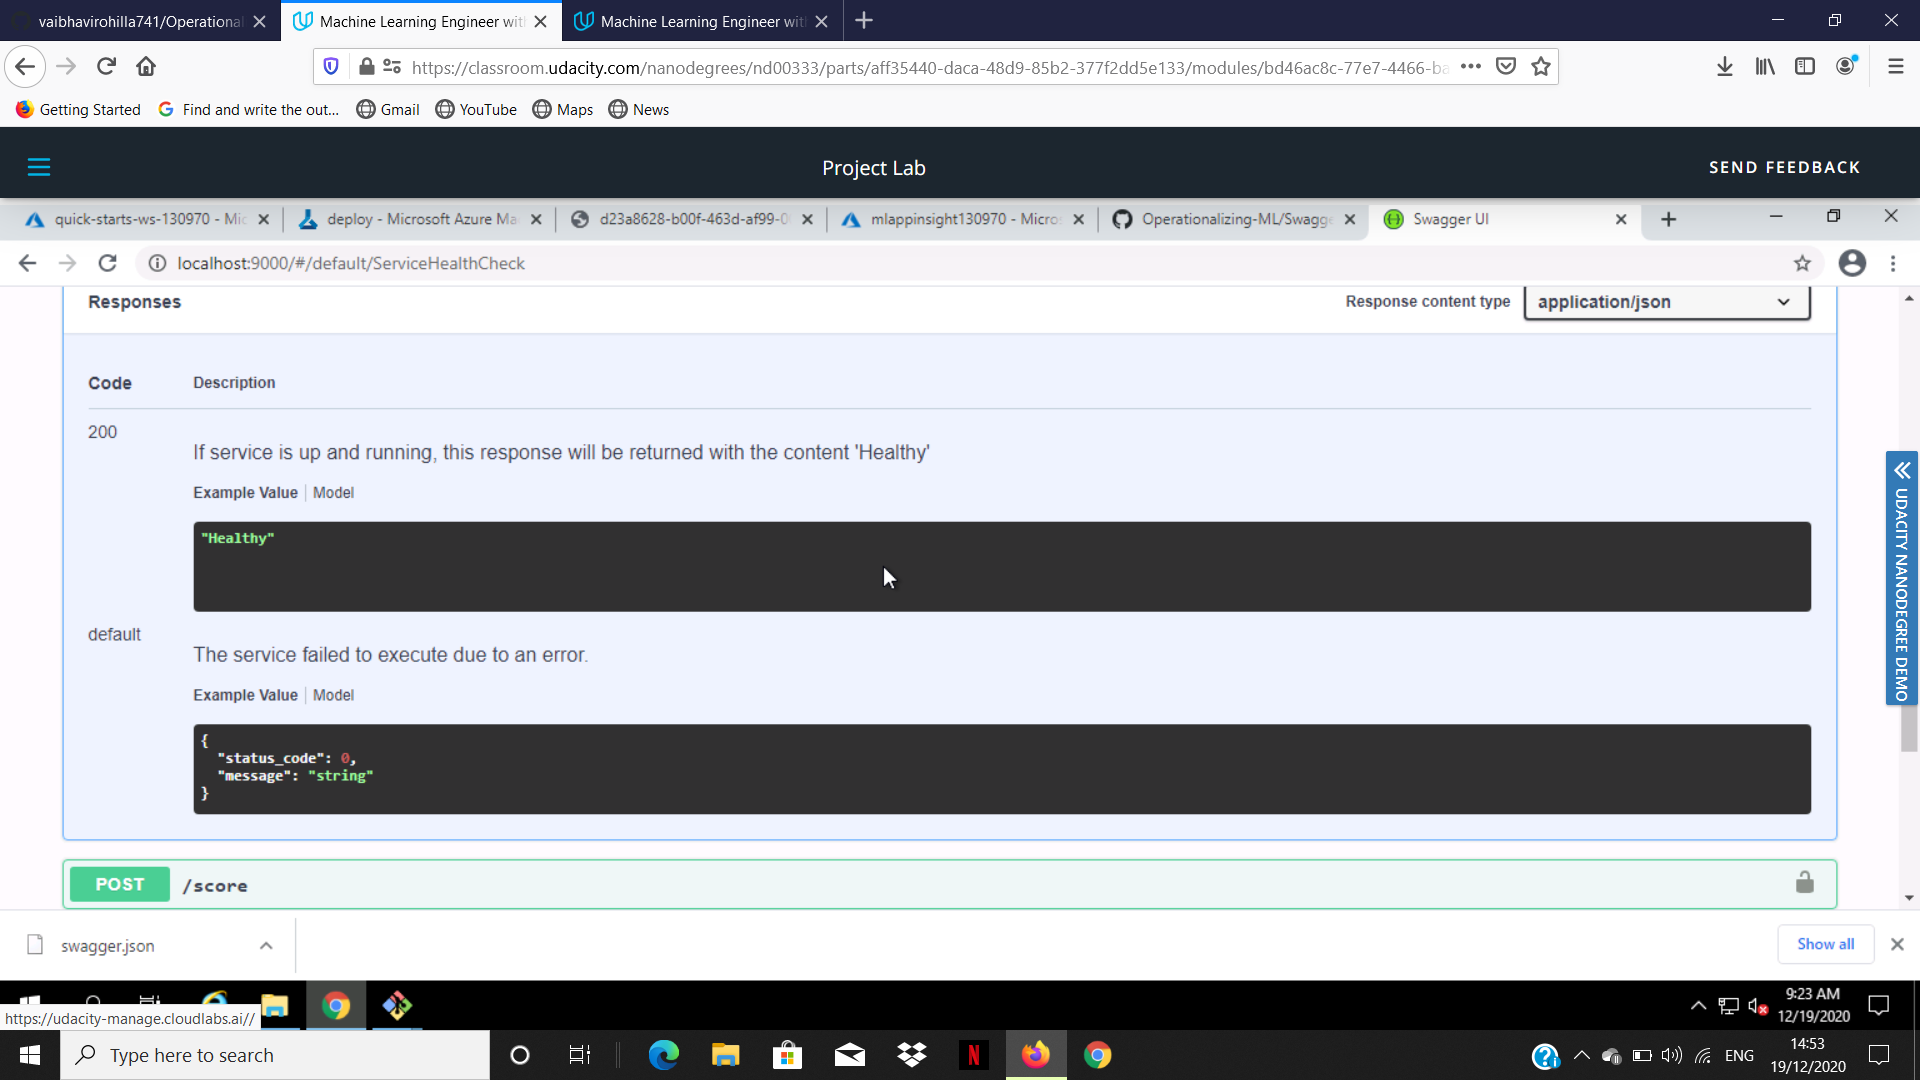 vaibhavirohilla741/Operational
Machine Learning Engineer wit
Machine Learning Engineer wit
https://classroom.udacity.com/nanodegrees/nd00333/parts/aff35440-daca-48d9-85b2-377f2dd5e133/modules/bd46ac8c-77e7-4466-ba
Getting Started
Find and write the out...
Gmail
YouTube
Maps
News
Project Lab
SEND FEEDBACK
quick-starts-ws-130970 - Mic
deploy - Microsoft Azure Ma
d23a8628-b00f-463d-af99-0
mlappinsight130970 - Micros
Operationalizing-ML/Swagge
Swagger UI
localhost:9000/#/default/ServiceHealthCheck
Responses
Response content type
application/json
Code
Description
200
If service is up and running, this response will be returned with the content 'Healthy'
Example Value
Model
"Healthy"
default
The service failed to execute due to an error.
Example Value
Model
{
"status_code": 0,
"message": "string"
}
POST
/score
UDACITY NANODEGREE DEMO
swagger.json
Show all
9:23 AM
12/19/2020
https://udacity-manage.cloudlabs.ai//
Type here to search
ENG
14:53
19/12/2020